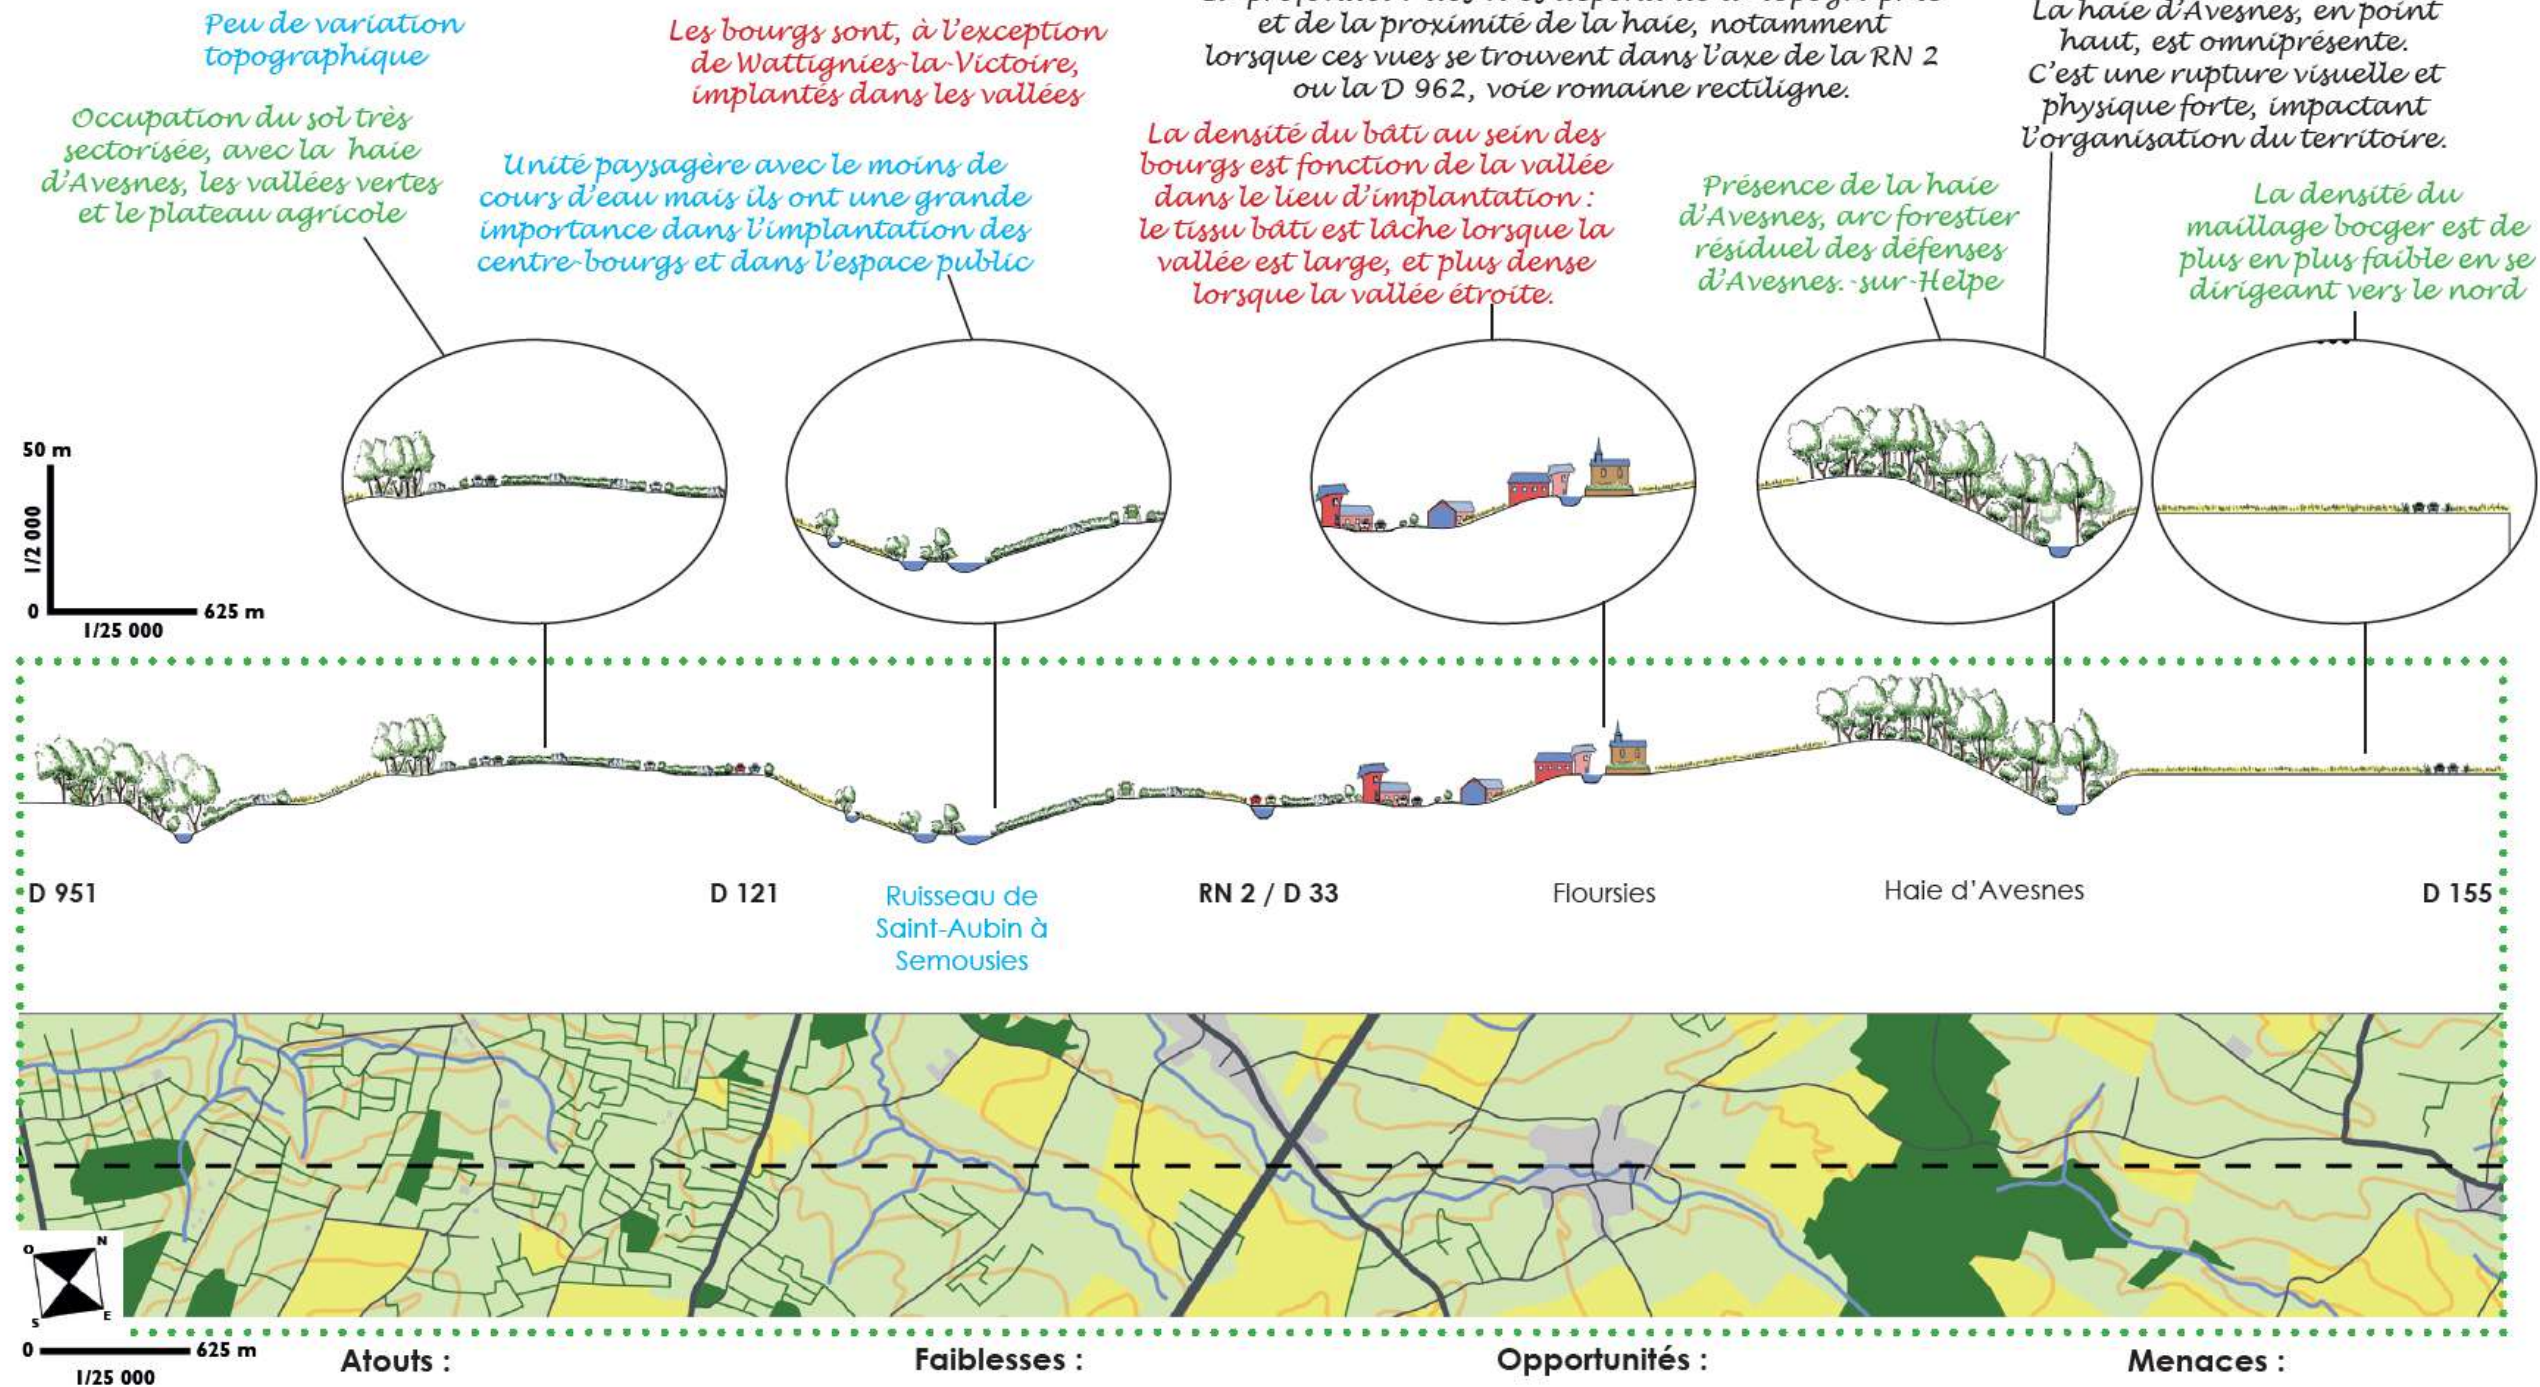 Peu de variation
topographique
Occupation du sol très
sectorisée, avec la haie
d'Avesnes, les vallées vertes
et le plateau agricole
Les bourgs sont, à l'exception
de Wattignies-la-Victoire,
implantés dans les vallées
Unité paysagère avec le moins de
cours d'eau mais ils ont une grande
importance dans l'implantation des
centre-bourgs et dans l'espace public
et de la proximité de la haie, notamment
lorsque ces vues se trouvent dans l'axe de la RN 2
ou la D 962, voie romaine rectiligne.
La densité du bâti au sein des
bourgs est fonction de la vallée
dans le lieu d'implantation :
le tissu bâti est lâche lorsque la
vallée est large, et plus dense
lorsque la vallée étroite.
La haie d'Avesnes, en point
haut, est omniprésente.
C'est une rupture visuelle et
physique forte, impactant
l'organisation du territoire.
Présence de la haie
d'Avesnes, arc forestier
résiduel des défenses
d'Avesnes.-sur-Helpe
La densité du
maillage bocger est de
plus en plus faible en se
dirigeant vers le nord
50 m
1/2 000
0
625 m
1/25 000
D 951
D 121
Ruisseau de
Saint-Aubin à
Semousies
RN 2 / D 33
Floursies
Haie d'Avesnes
D 155
O
N
S
E
0
625 m
1/25 000
Atouts :
Faiblesses :
Opportunités :
Menaces :